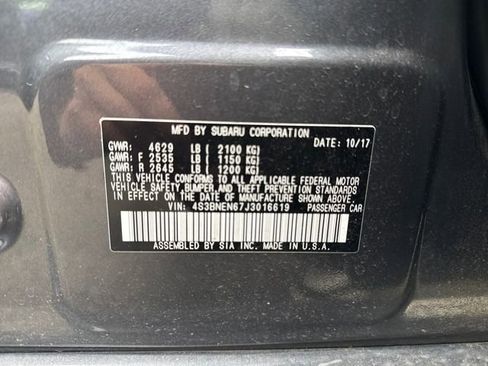 MFD BY SUBARU CORPORATION DATE: 10/17
GVWR: 4629 LB ( 2100 KG)
GAWR: F 2535 LB ( 1150 KG)
GAWR: R 2645 LB ( 1200 KG)
THIS VEHICLE CONFORMS TO ALL APPLICABLE FEDERAL MOTOR
VEHICLE SAFETY,BUMPER,AND THEFT PREVENTION STANDARDS
IN EFFECT ON THE DATE OF MANUFACTURE SHOWN ABOVE.
VIN: 4S3BNEN67J3016619 PASSENGER CAR
ASSEMBLED BY SIA INC. MADE IN U.S.A.